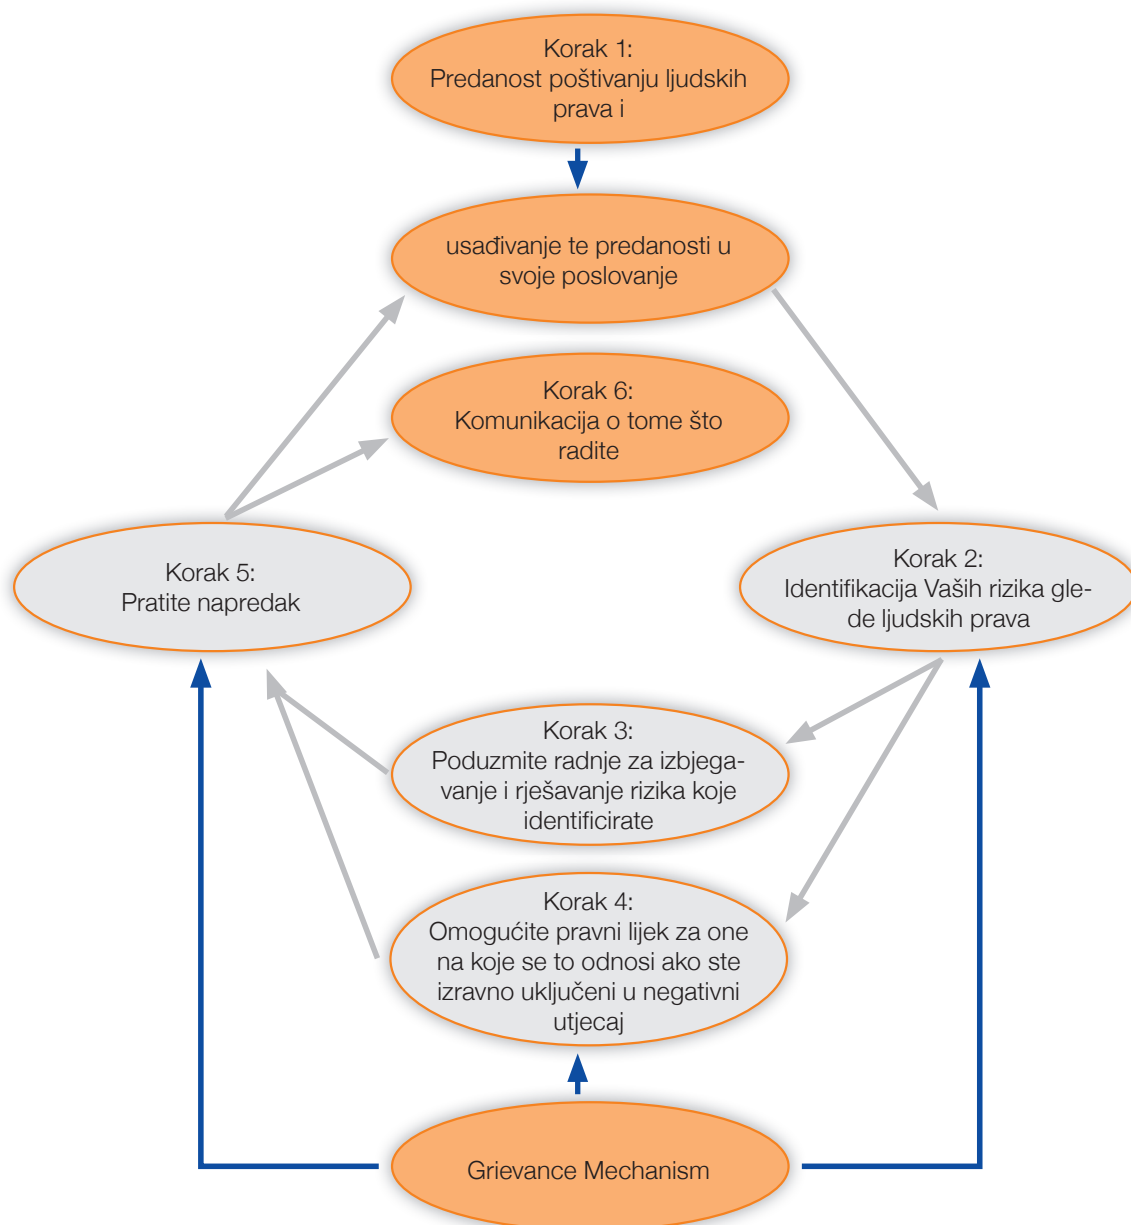 Korak 1:
Predanost poštivanju ljudskih
prava i
usađivanje te predanosti u
svoje poslovanje
Korak 6:
Komunikacija o tome što
radite
Korak 5:
Pratite napredak
Korak 2:
Identifikacija Vaših rizika gle-
de ljudskih prava
Korak 3:
Poduzmite radnje za izbjega-
vanje i rješavanje rizika koje
identificirate
Korak 4:
Omogućite pravni lijek za one
na koje se to odnosi ako ste
izravno uključeni u negativni
utjecaj
Grievance Mechanism